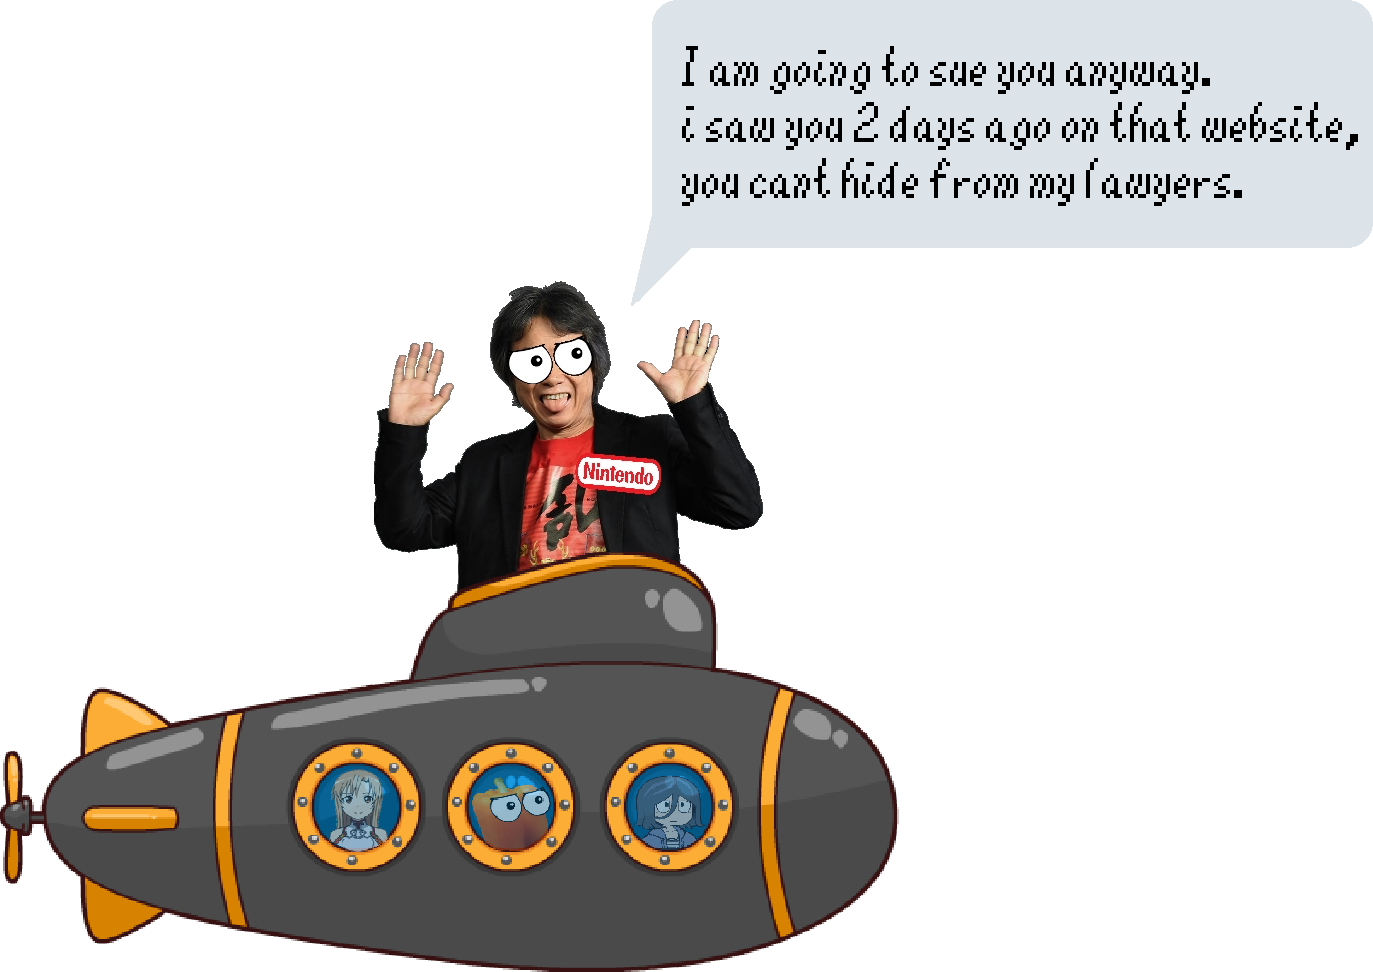 I am going to sue you anyway.
i saw you 2 days ago on that website,
you cant hide from my lawyers.
Nintendo
乱